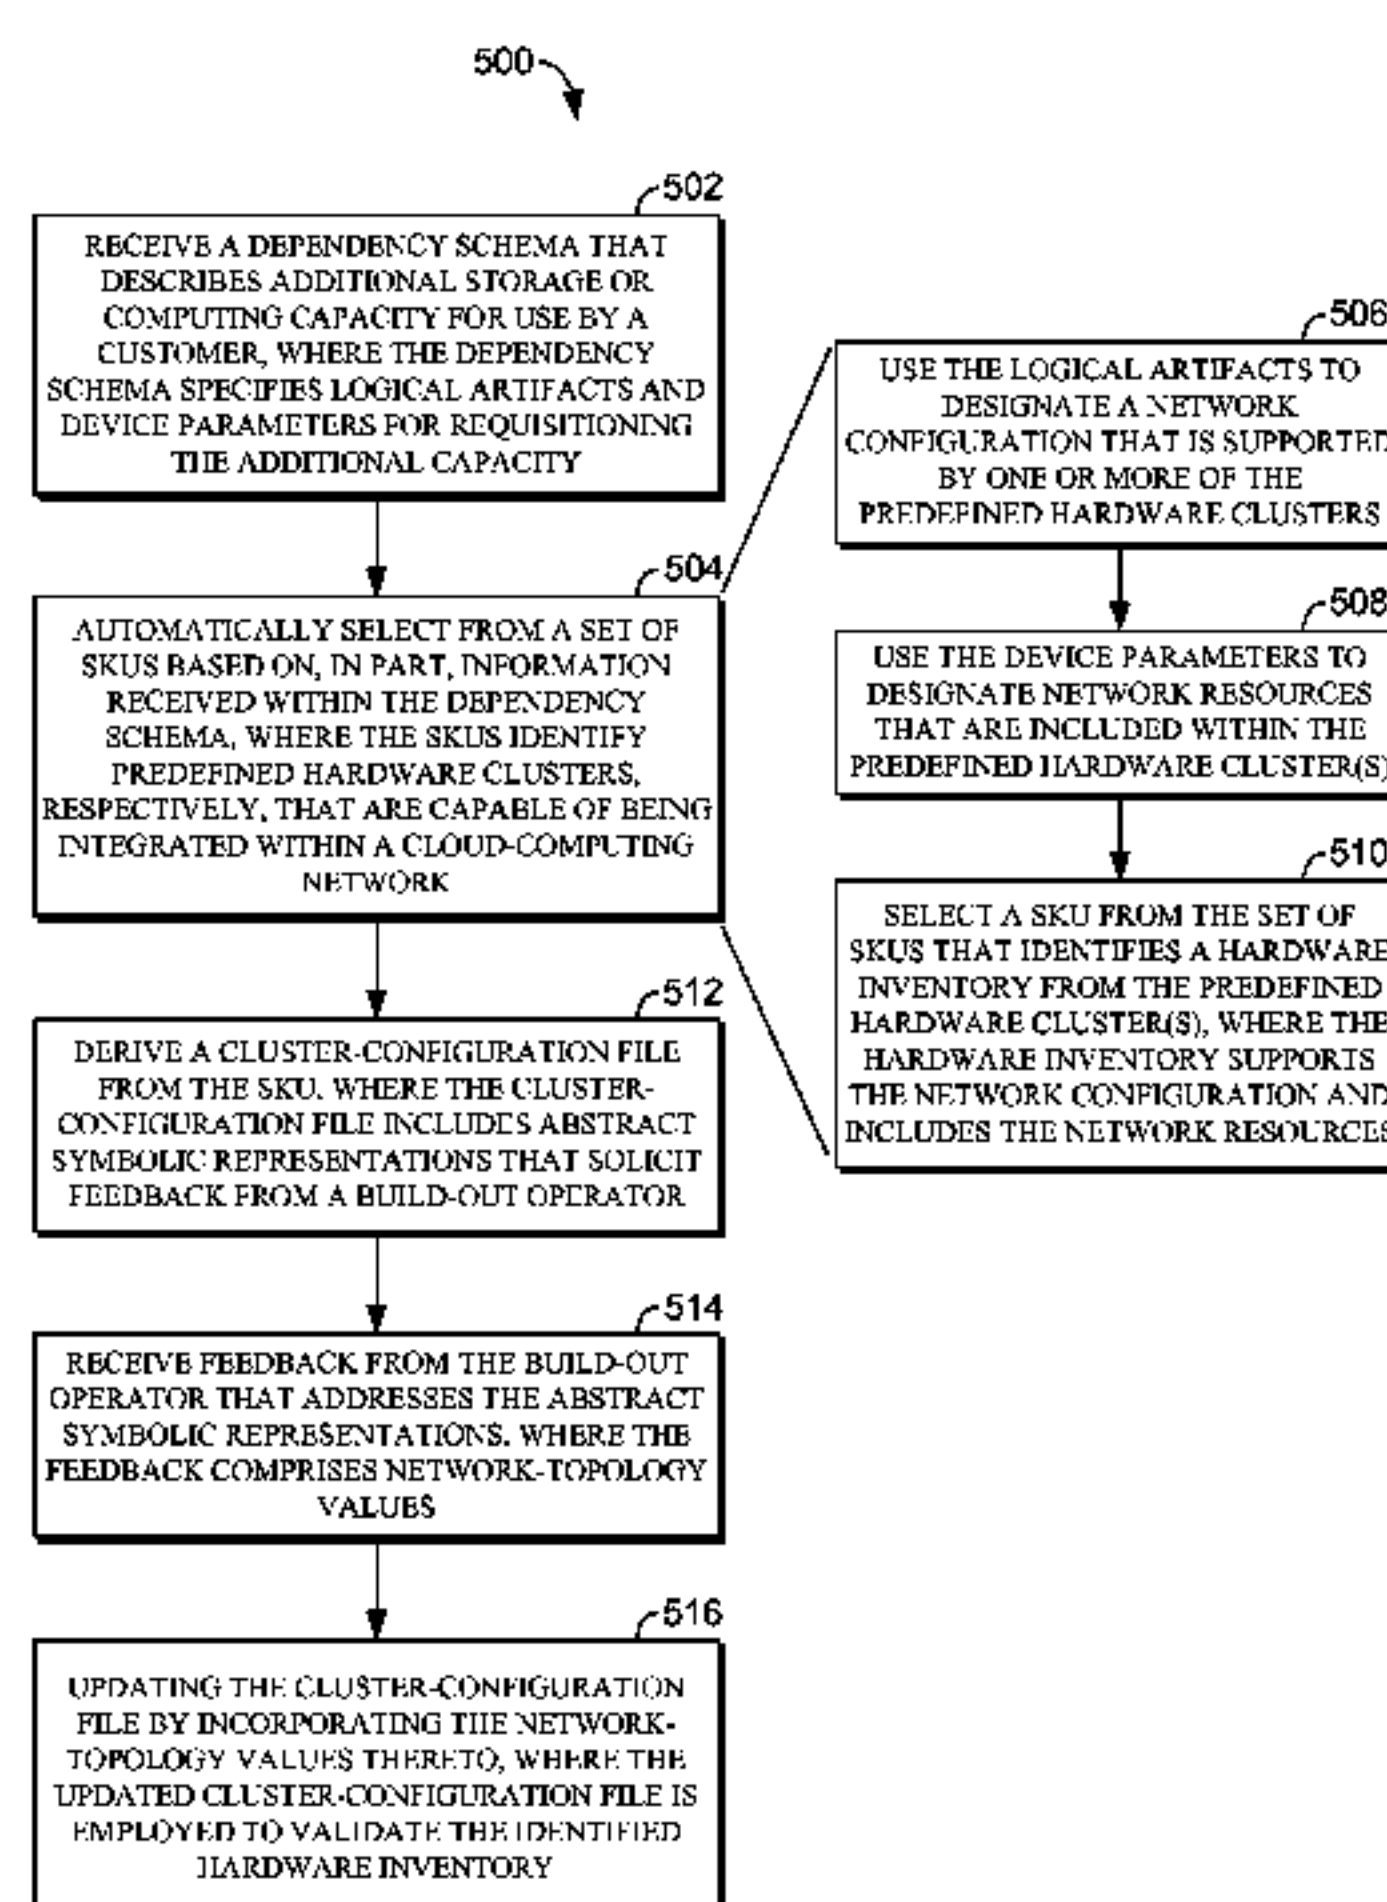 500
502
RECEIVE A DEPENDENCY SCHEMA THAT
DESCRIBES ADDITIONAL STORAGE OR
COMPUTING CAPACITY FOR USE BY A
CUSTOMER, WHERE THE DEPENDENCY
SCHEMA SPECIFIES LOGICAL ARTIFACTS AND
DEVICE PARAMETERS FOR REQUISITIONING
THE ADDITIONAL CAPACITY
504
AUTOMATICALLY SELECT FROM A SET OF
SKUS BASED ON, IN PART, INFORMATION
RECEIVED WITHIN THE DEPENDENCY
SCHEMA, WHERE THE SKUS IDENTIFY
PREDEFINED HARDWARE CLUSTERS,
RESPECTIVELY, THAT ARE CAPABLE OF BEING
INTEGRATED WITHIN A CLOUD-COMPUTING
NETWORK
506
USE THE LOGICAL ARTIFACTS TO
DESIGNATE A NETWORK
CONFIGURATION THAT IS SUPPORTED
BY ONE OR MORE OF THE
PREDEFINED HARDWARE CLUSTERS
508
USE THE DEVICE PARAMETERS TO
DESIGNATE NETWORK RESOURCES
THAT ARE INCLUDED WITHIN THE
PREDEFINED HARDWARE CLUSTER(S)
510
SELECT A SKU FROM THE SET OF
SKUS THAT IDENTIFIES A HARDWARE
INVENTORY FROM THE PREDEFINED
HARDWARE CLUSTER(S), WHERE THE
HARDWARE INVENTORY SUPPORTS
THE NETWORK CONFIGURATION AND
INCLUDES THE NETWORK RESOURCES
512
DERIVE A CLUSTER-CONFIGURATION FILE
FROM THE SKU, WHERE THE CLUSTER-
CONFIGURATION FILE INCLUDES ABSTRACT
SYMBOLIC REPRESENTATIONS THAT SOLICIT
FEEDBACK FROM A BUILD-OUT OPERATOR
514
RECEIVE FEEDBACK FROM THE BUILD-OUT
OPERATOR THAT ADDRESSES THE ABSTRACT
SYMBOLIC REPRESENTATIONS, WHERE THE
FEEDBACK COMPRISES NETWORK-TOPOLOGY
VALUES
516
UPDATING THE CLUSTER-CONFIGURATION
FILE BY INCORPORATING THE NETWORK-
TOPOLOGY VALUES THERETO, WHERE THE
UPDATED CLUSTER-CONFIGURATION FILE IS
EMPLOYED TO VALIDATE THE IDENTIFIED
HARDWARE INVENTORY